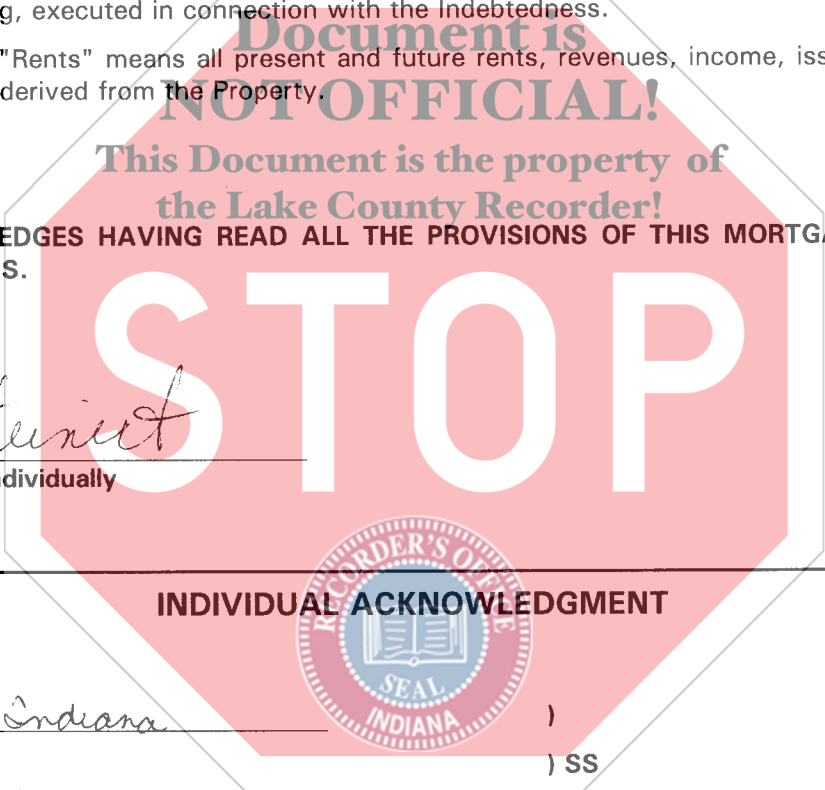 g, executed in connection with the Indebtedness.
Document is
"Rents" means all present and future rents, revenues, income, iss
NOT OFFICIAL!
derived from the Property.
This Document is the property of
the Lake County Recorder!
EDGES HAVING READ ALL THE PROVISIONS OF THIS MORTGA
S.
STOP
einert
dividually
RECORDER'S OFFICE
INDIVIDUAL ACKNOWLEDGMENT
SEAL
INDIANA
Indiana )
) SS